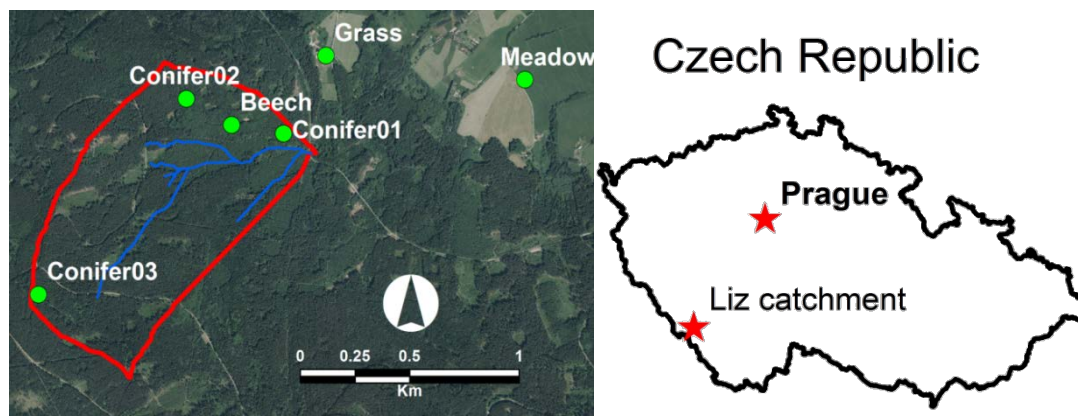 Grass
Meadow
Conifer02
Beech
Conifer01
Conifer03
0 0.25 0.5 1
Km
Czech Republic
Prague
Liz catchment